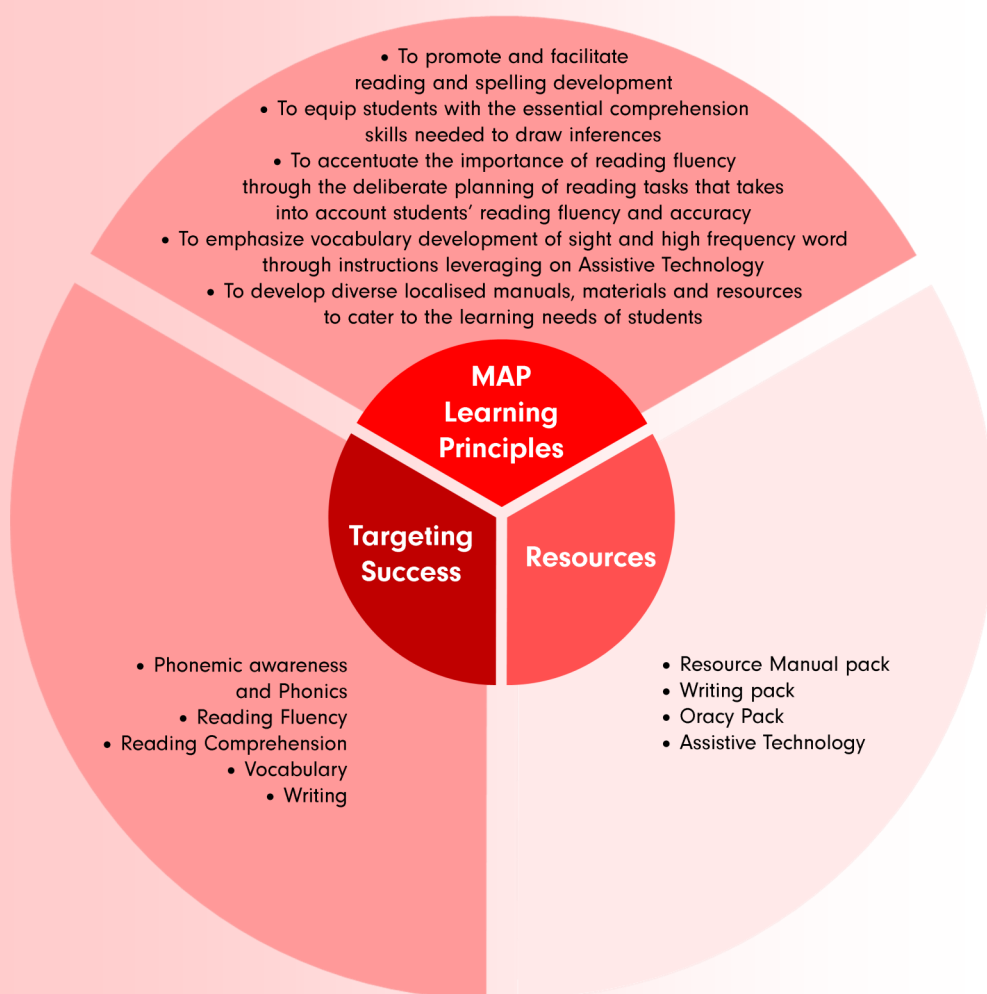 • To promote and facilitate
reading and spelling development
• To equip students with the essential comprehension
skills needed to draw inferences
• To accentuate the importance of reading fluency
through the deliberate planning of reading tasks that takes
into account students’ reading fluency and accuracy
• To emphasize vocabulary development of sight and high frequency word
through instructions leveraging on Assistive Technology
• To develop diverse localised manuals, materials and resources
to cater to the learning needs of students
MAP
Learning
Principles
Targeting
Success
Resources
• Phonemic awareness
and Phonics
• Reading Fluency
• Reading Comprehension
• Vocabulary
• Writing
• Resource Manual pack
• Writing pack
• Oracy Pack
• Assistive Technology